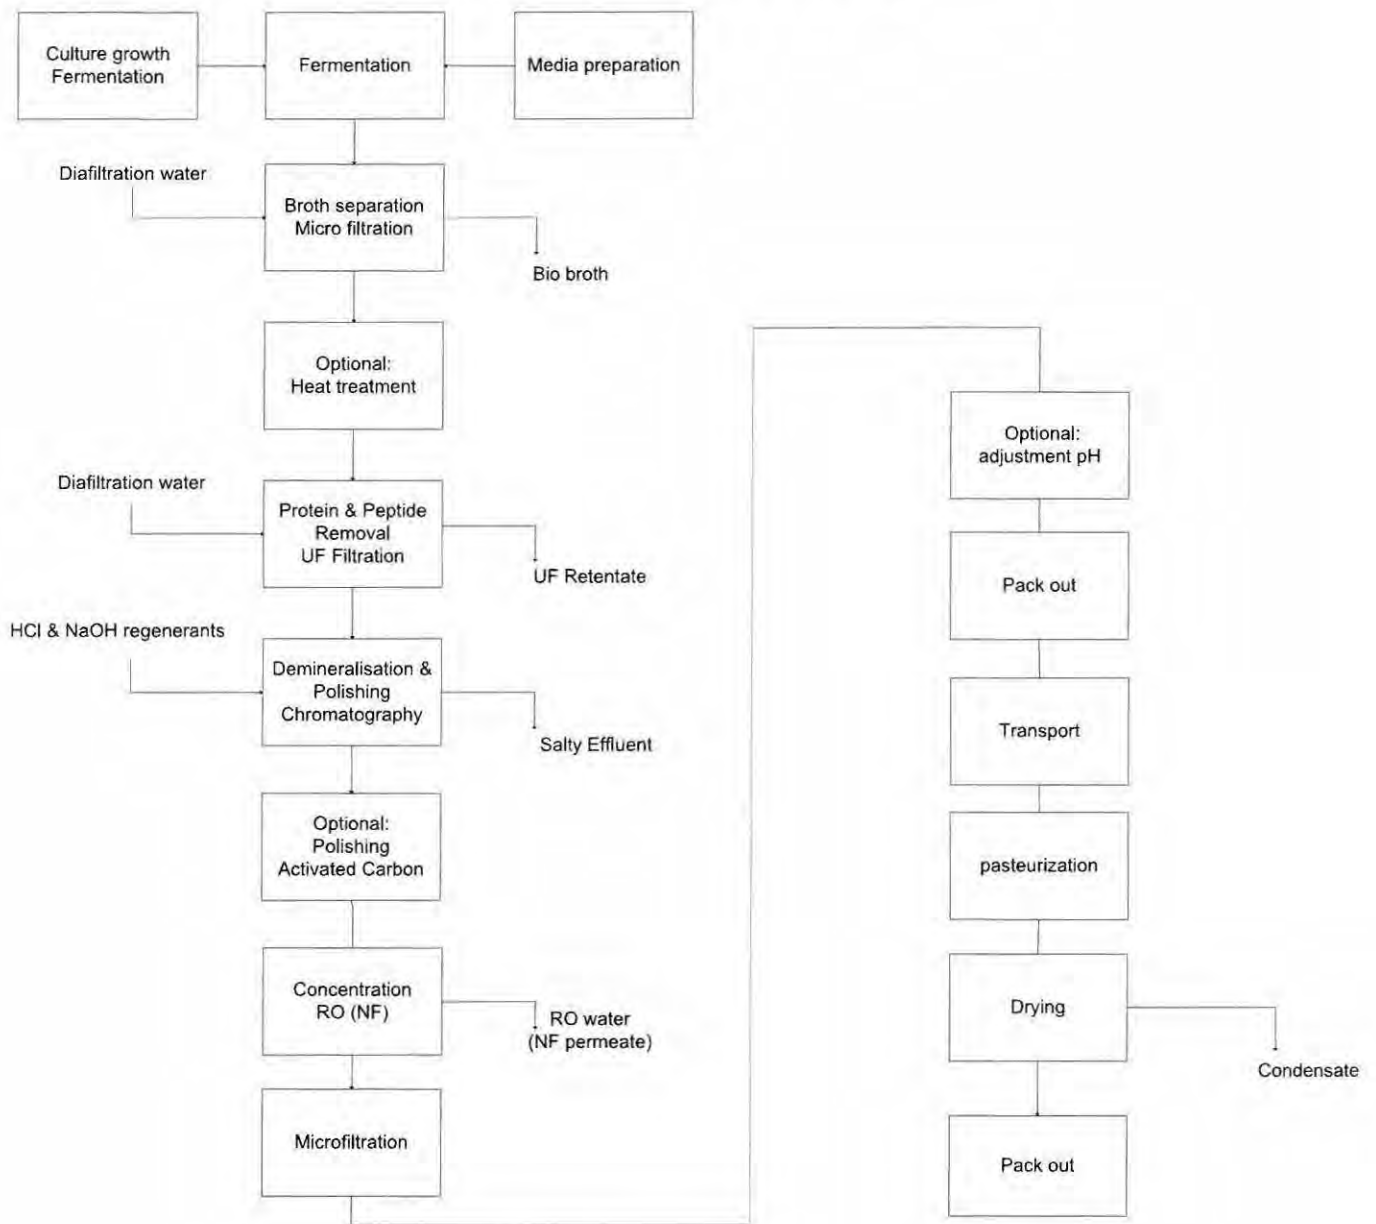 Culture growth
Fermentation
Fermentation
Media preparation
Diafiltration water
Broth separation
Micro filtration
Bio broth
Optional:
Heat treatment
Diafiltration water
Protein & Peptide
Removal
UF Filtration
UF Retentate
HCl & NaOH regenerants
Demineralisation &
Polishing
Chromatography
Salty Effluent
Optional:
Polishing
Activated Carbon
Concentration
RO (NF)
RO water
(NF permeate)
Microfiltration
Optional:
adjustment pH
Pack out
Transport
pasteurization
Drying
Condensate
Pack out